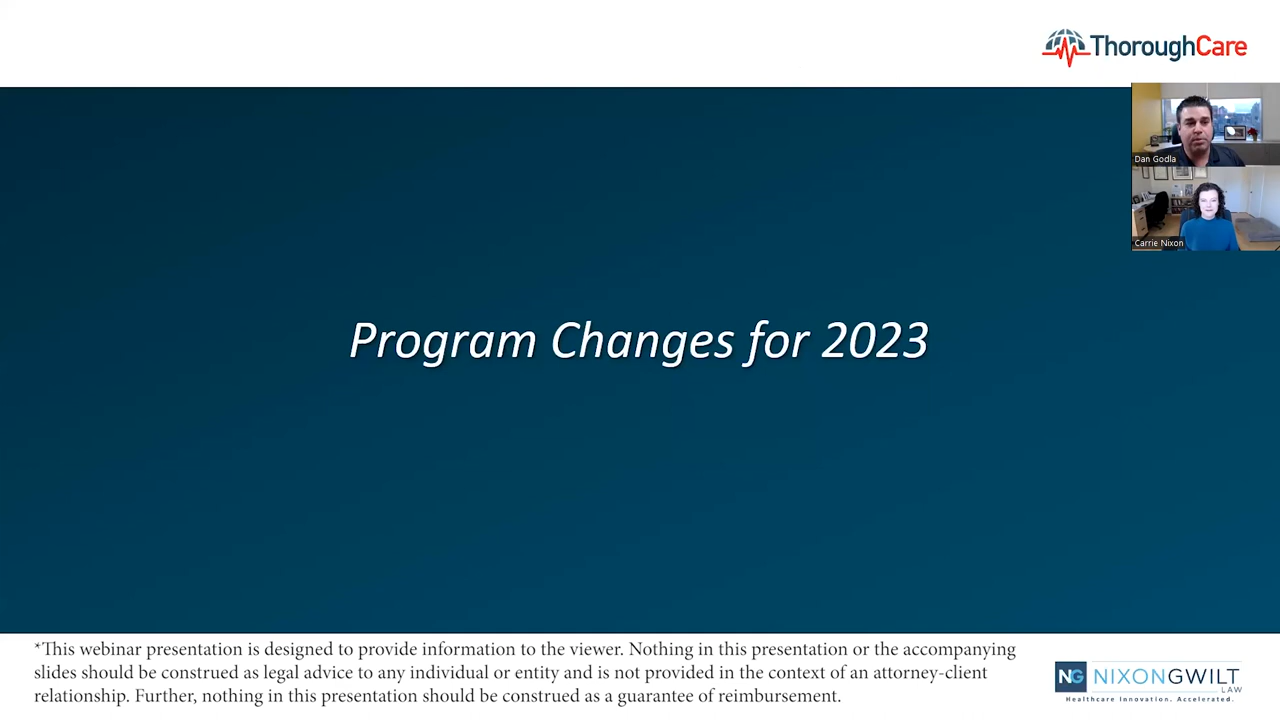 ThoroughCare
Dan Godla
Carrie Nixon
Program Changes for 2023
*This webinar presentation is designed to provide information to the viewer. Nothing in this presentation or the accompanying
slides should be construed as legal advice to any individual or entity and is not provided in the context of an attorney-client
relationship. Further, nothing in this presentation should be construed as a guarantee of reimbursement.
NG NIXONGWILT
LAW
Healthcare Innovation. Accelerated.